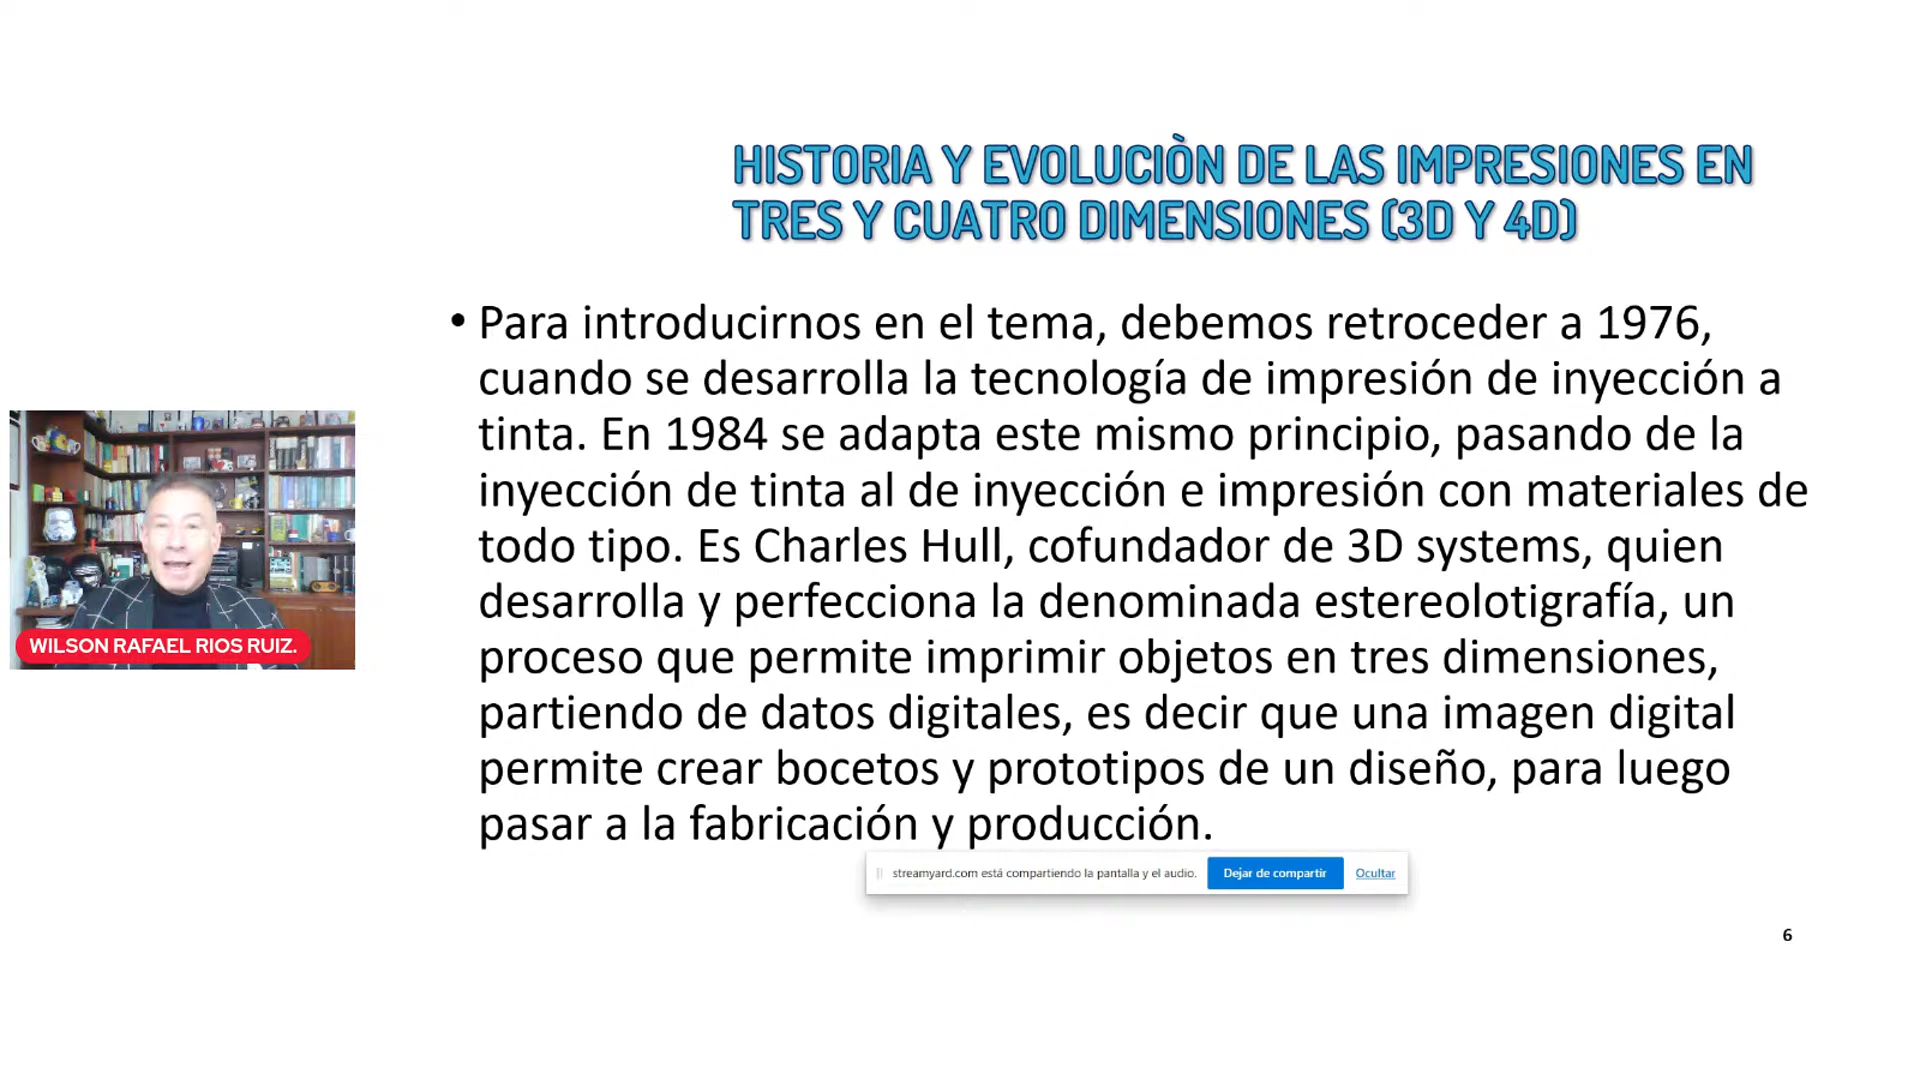 HISTORIA Y EVOLUCIÒN DE LAS IMPRESIONES EN
TRES Y CUATRO DIMENSIONES (3D Y 4D)
• Para introducirnos en el tema, debemos retroceder a 1976,
cuando se desarrolla la tecnología de impresión de inyección a
tinta. En 1984 se adapta este mismo principio, pasando de la
inyección de tinta al de inyección e impresión con materiales de
todo tipo. Es Charles Hull, cofundador de 3D systems, quien
desarrolla y perfecciona la denominada estereolotigrafía, un
proceso que permite imprimir objetos en tres dimensiones,
partiendo de datos digitales, es decir que una imagen digital
permite crear bocetos y prototipos de un diseño, para luego
pasar a la fabricación y producción.
WILSON RAFAEL RIOS RUIZ.
streamyard.com está compartiendo la pantalla y el audio.
Dejar de compartir
Ocultar
6